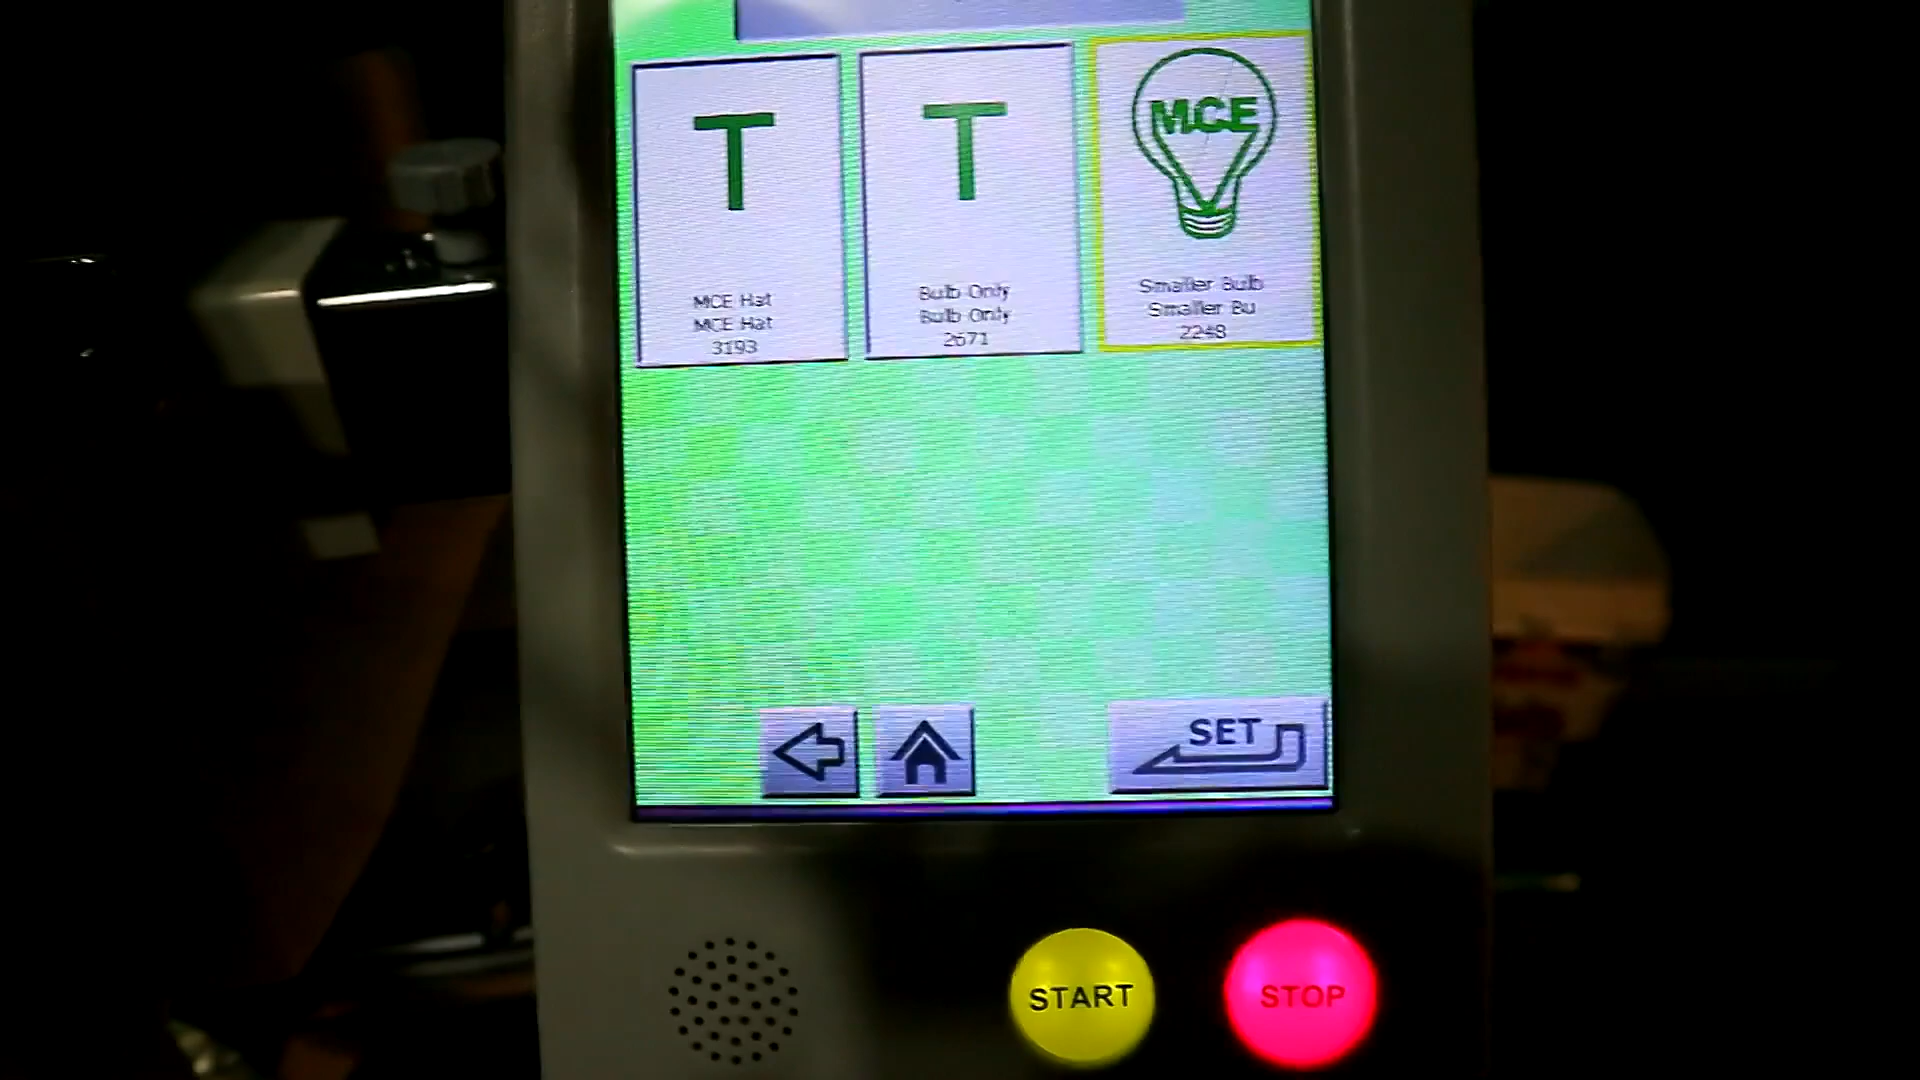 T
T
MCE
MCE Hat
MCE Hat
3193
Bulb Only
Bulb Only
2671
Smaller Bulb
Smaller Bu
2248
SET
START
STOP